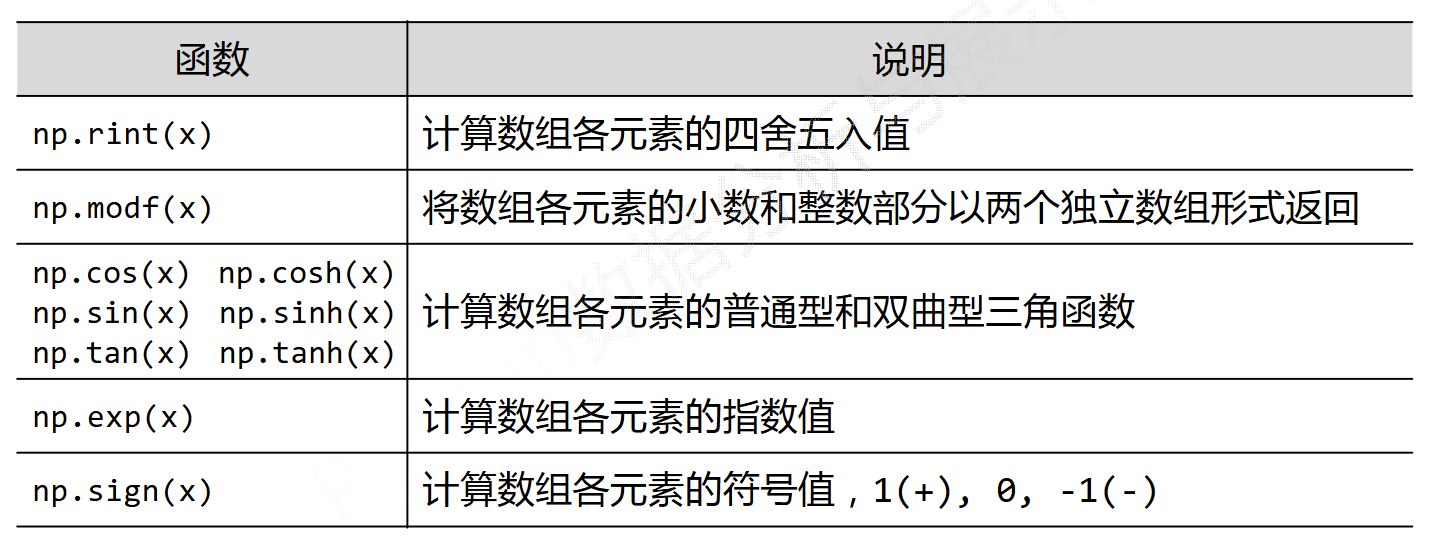 函数 说明
np.rint(x) 计算数组各元素的四舍五入值
np.modf(x) 将数组各元素的小数和整数部分以两个独立数组形式返回
np.cos(x) np.cosh(x)
np.sin(x) np.sinh(x) 计算数组各元素的普通型和双曲型三角函数
np.tan(x) np.tanh(x)
np.exp(x) 计算数组各元素的指数值
np.sign(x) 计算数组各元素的符号值，1(+), 0, -1(-)